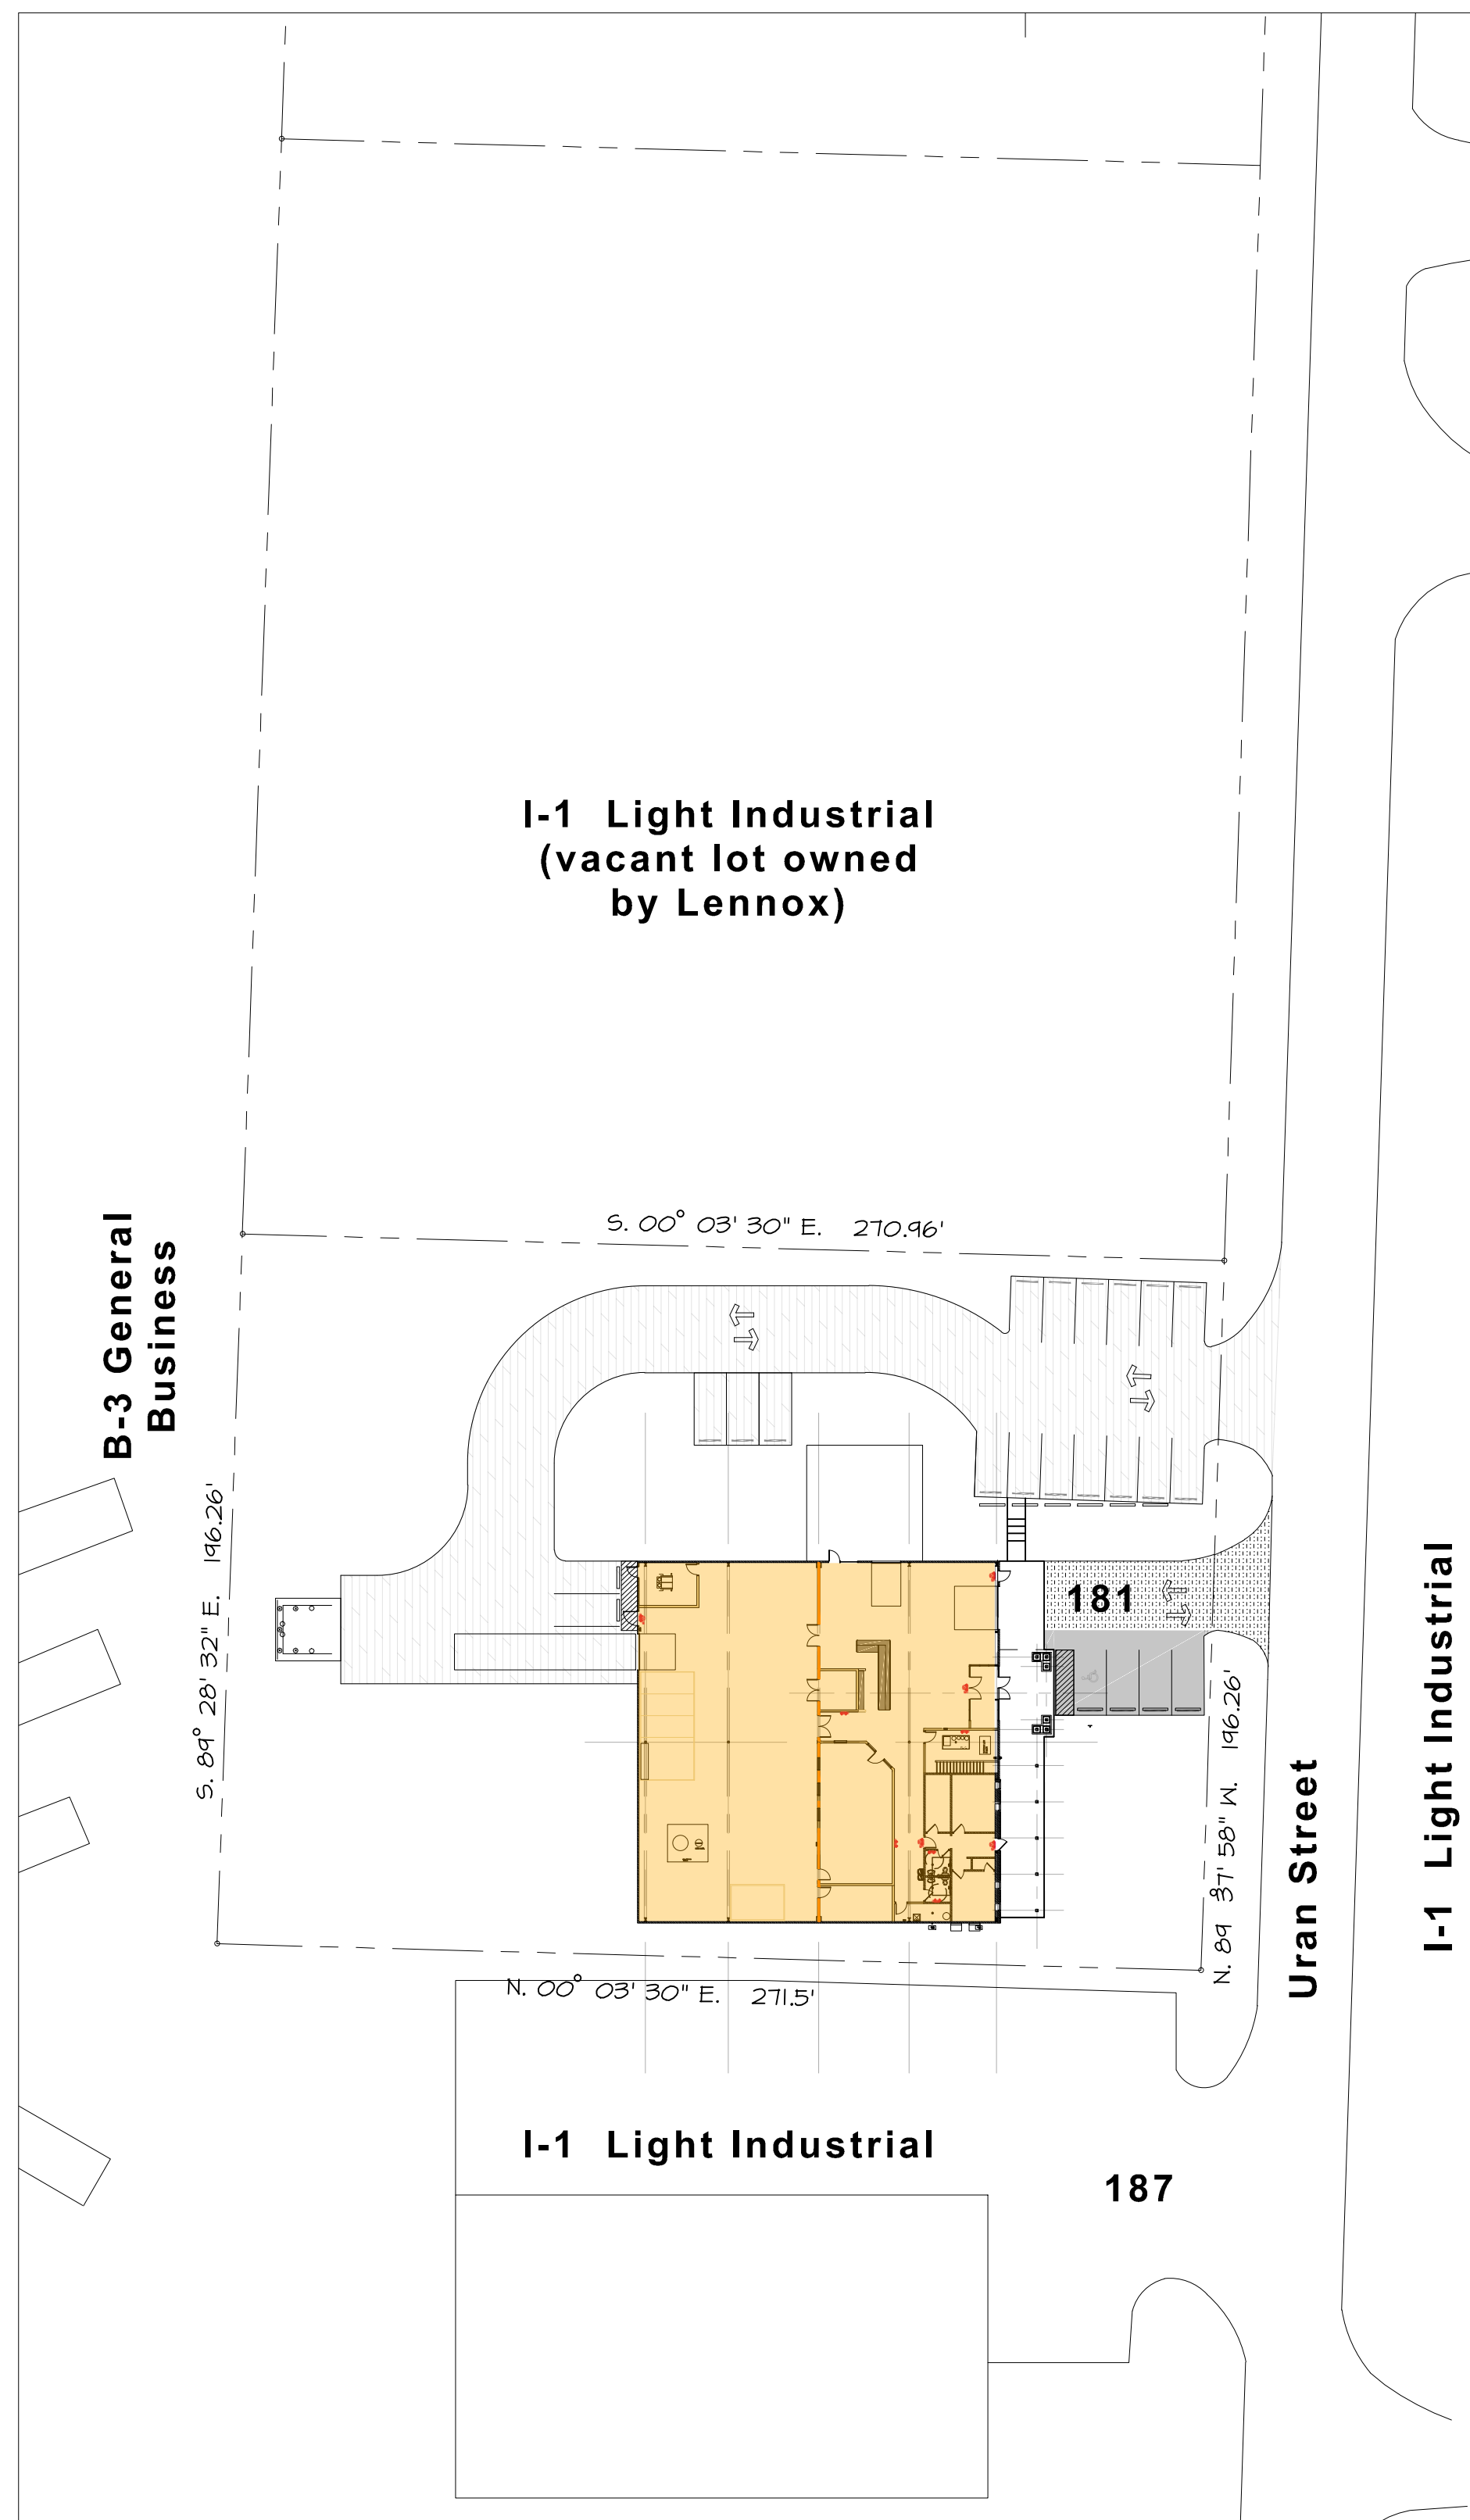 I-1 Light Industrial
(vacant lot owned
by Lennox)
S. 00° 03' 30" E. 270.96'
B-3 General
Business
S. 89° 28' 32" E. 196.26'
181
N. 89° 37' 58" W. 196.26'
Uran Street
I-1 Light Industrial
N. 00° 03' 30" E. 271.5'
I-1 Light Industrial
187